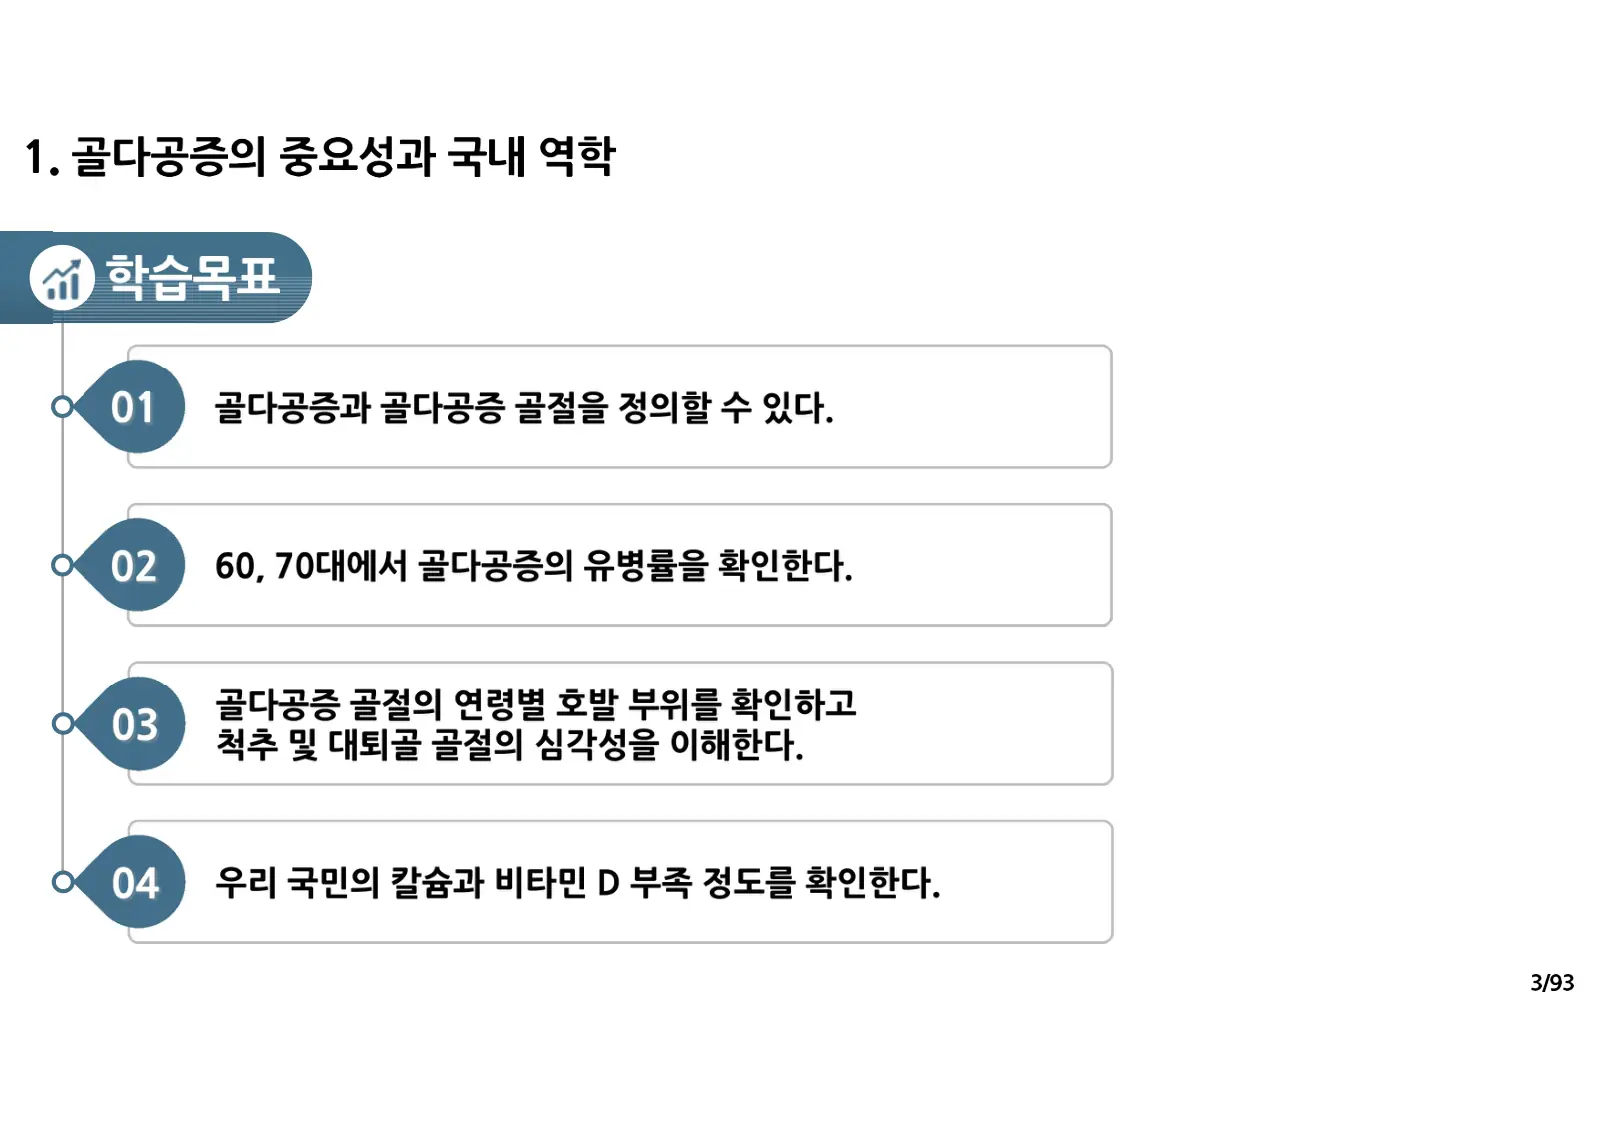 1. 골다공증의 중요성과 국내 역학
학습목표
01
골다공증과 골다공증 골절을 정의할 수 있다.
02
60, 70대에서 골다공증의 유병률을 확인한다.
03
골다공증 골절의 연령별 호발 부위를 확인하고
척추 및 대퇴골 골절의 심각성을 이해한다.
04
우리 국민의 칼슘과 비타민 D 부족 정도를 확인한다.
3/93